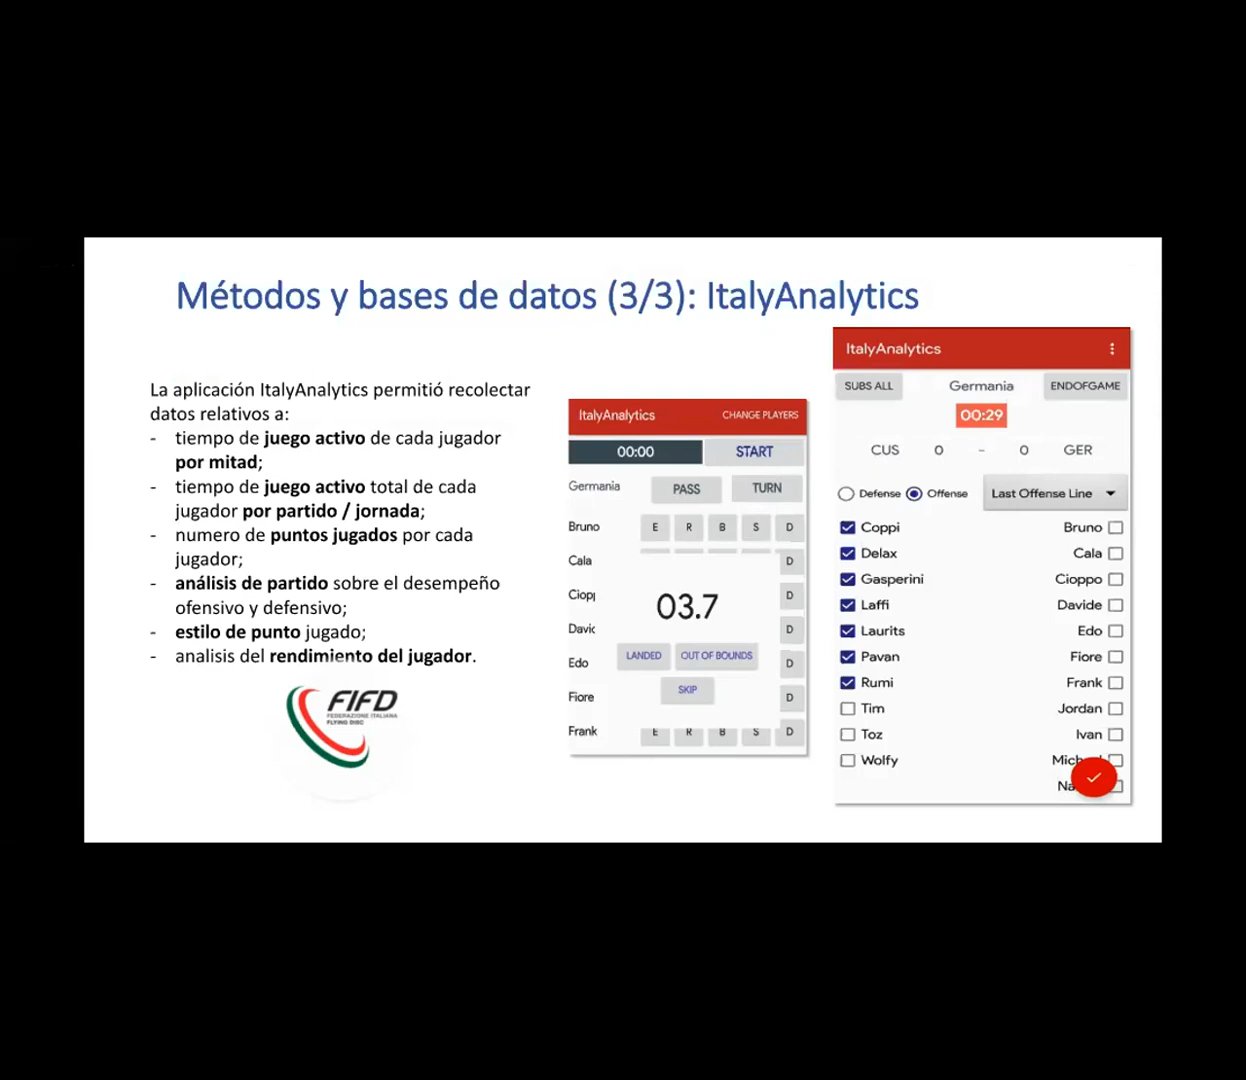 Métodos y bases de datos (3/3): ItalyAnalytics
La aplicación ItalyAnalytics permitió recolectar
datos relativos a:
- tiempo de juego activo de cada jugador
por mitad;
- tiempo de juego activo total de cada
jugador por partido / jornada;
- numero de puntos jugados por cada
jugador;
- análisis de partido sobre el desempeño
ofensivo y defensivo;
- estilo de punto jugado;
- analisis del rendimiento del jugador.
FIFD
FEDERAZIONE ITALIANA
FLYING DISC
ItalyAnalytics CHANGE PLAYERS
00:00 START
Germania PASS TURN
Bruno E R B S D
Cala D
Ciopp D
Davic D
Edo D
Fiore D
Frank E R B S D
03.7
LANDED OUT OF BOUNDS
SKIP
ItalyAnalytics
SUBS ALL Germania ENDOFGAME
00:29
CUS 0 - 0 GER
Defense Offense Last Offense Line
Coppi Bruno
Delax Cala
Gasperini Cioppo
Laffi Davide
Laurits Edo
Pavan Fiore
Rumi Frank
Tim Jordan
Toz Ivan
Wolfy